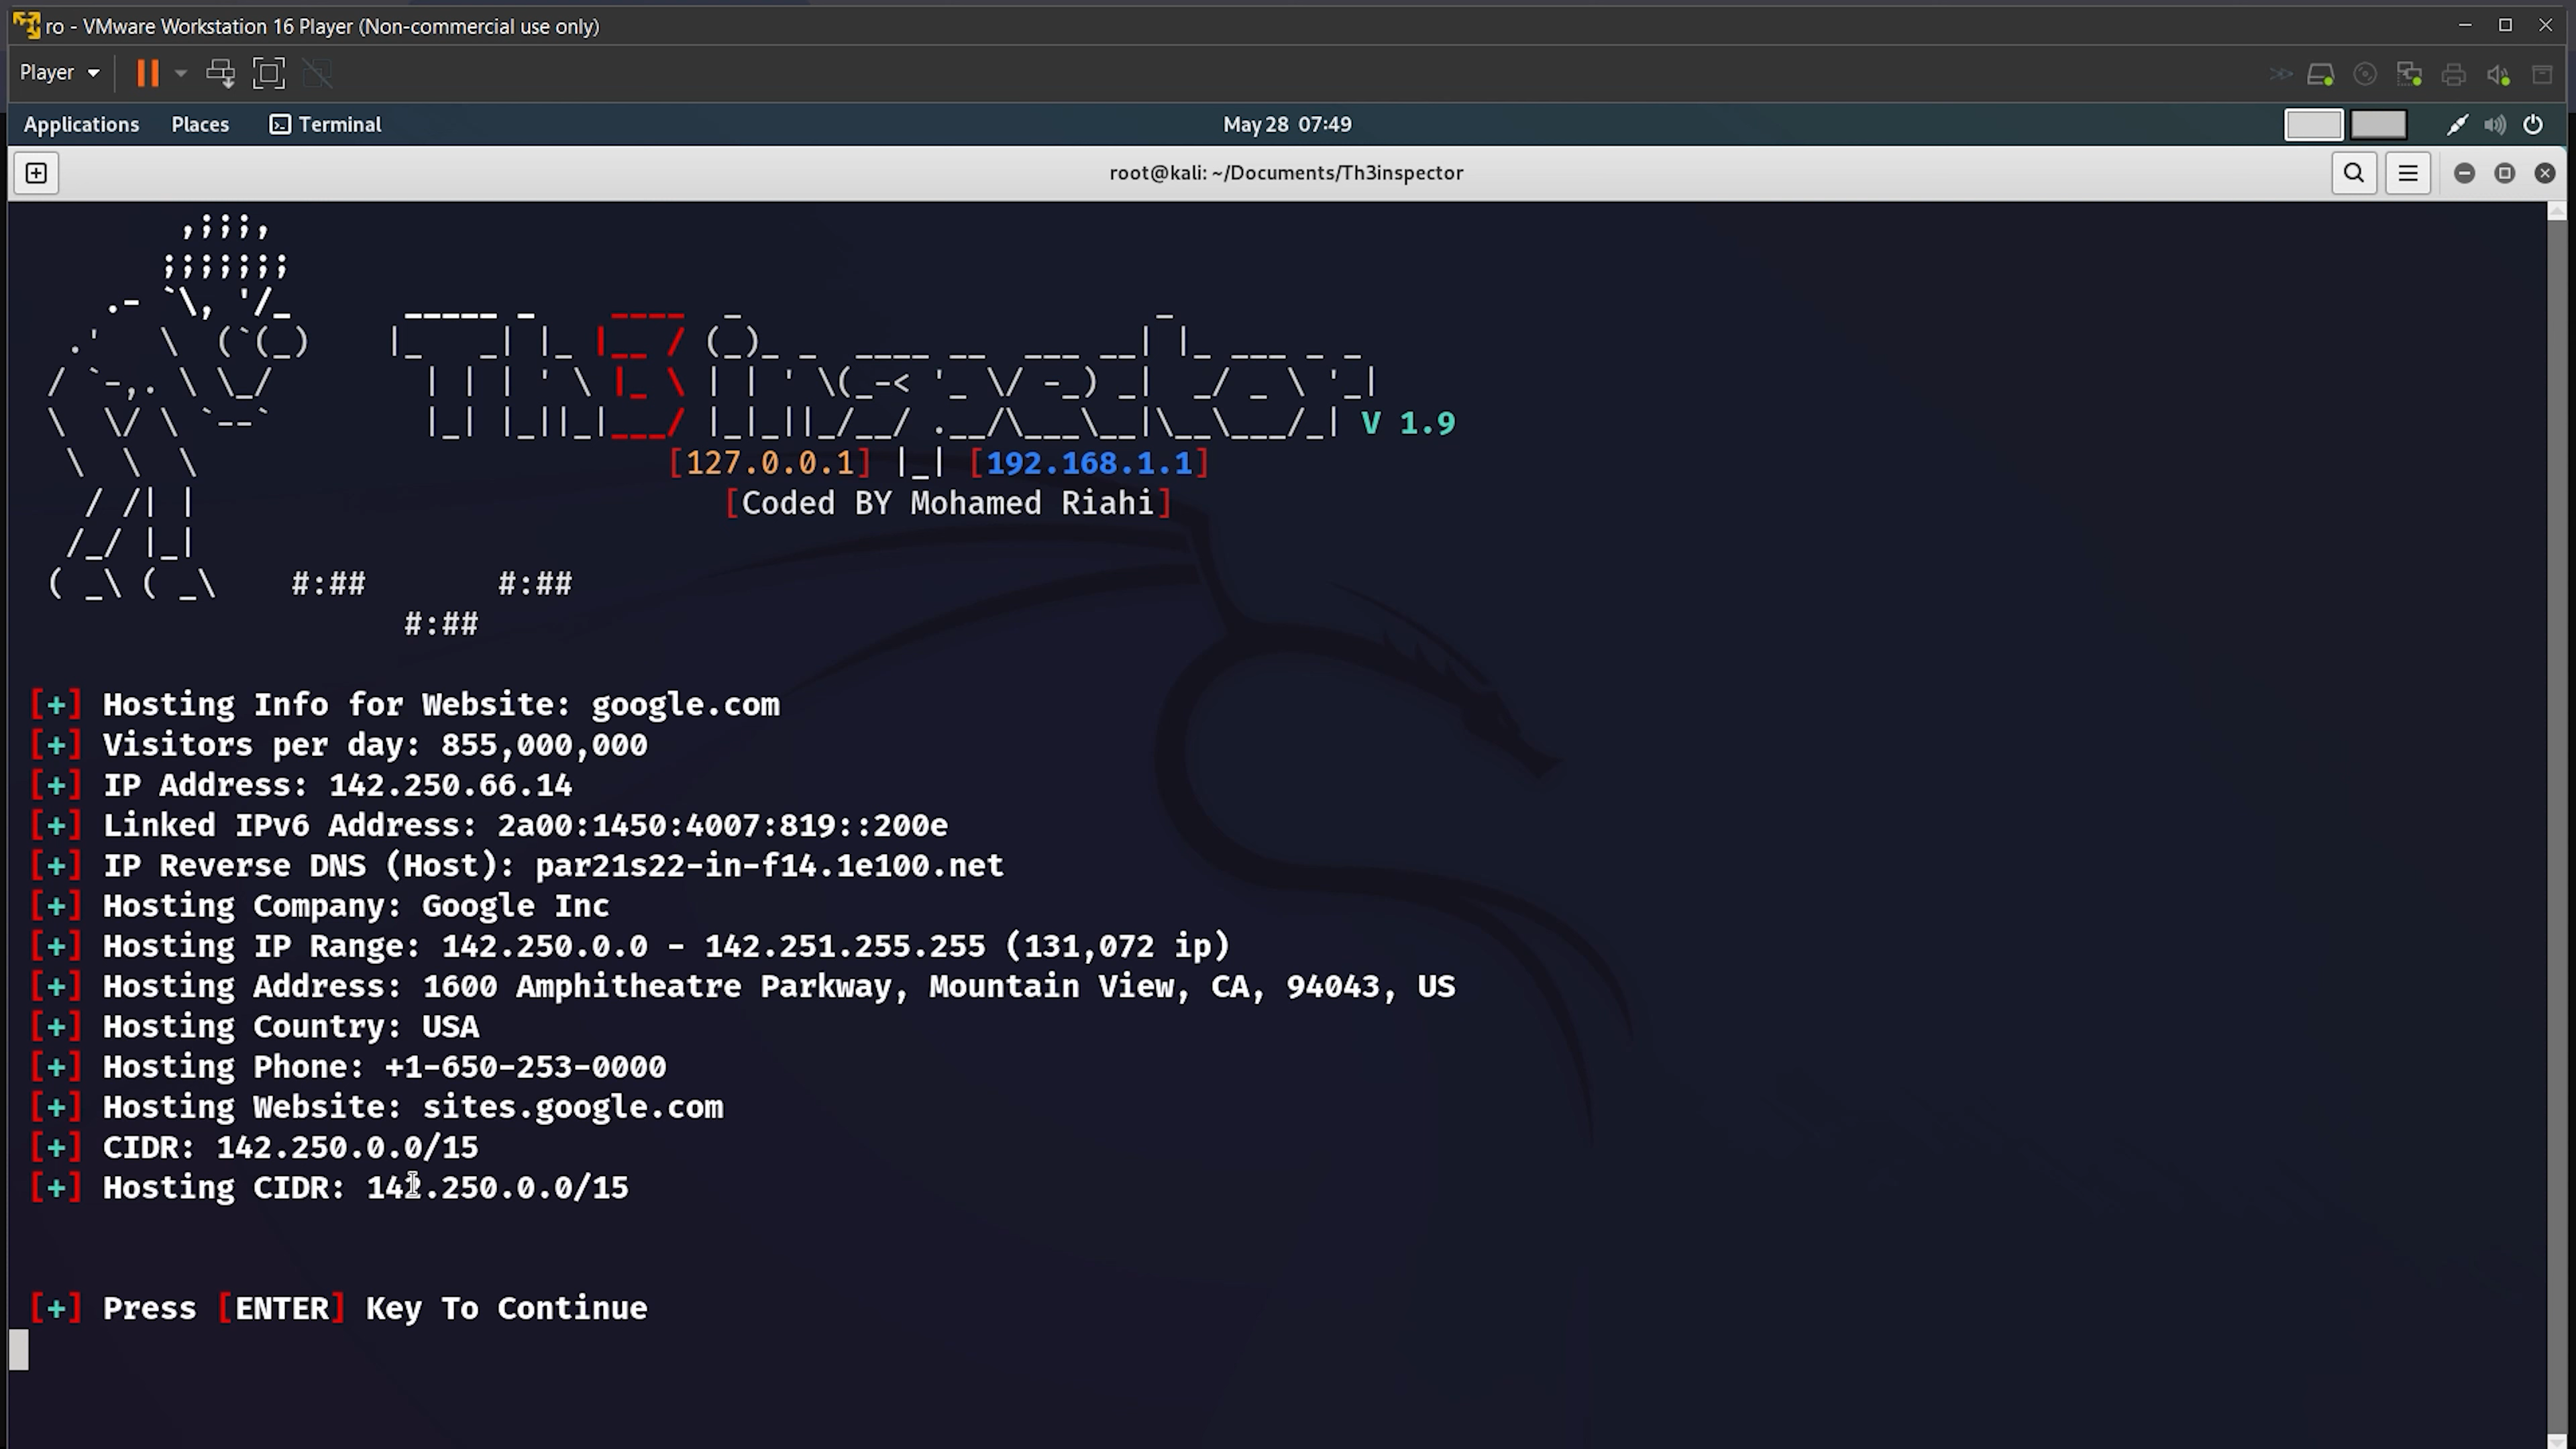 ro - VMware Workstation 16 Player (Non-commercial use only)
Player
Applications Places Terminal May 28 07:49
root@kali: ~/Documents/Th3inspector
Th3inspector V 1.9
[127.0.0.1] |_| [192.168.1.1]
[Coded BY Mohamed Riahi]
#:## #:##
#:##
[+] Hosting Info for Website: google.com
[+] Visitors per day: 855,000,000
[+] IP Address: 142.250.66.14
[+] Linked IPv6 Address: 2a00:1450:4007:819::200e
[+] IP Reverse DNS (Host): par21s22-in-f14.1e100.net
[+] Hosting Company: Google Inc
[+] Hosting IP Range: 142.250.0.0 - 142.251.255.255 (131,072 ip)
[+] Hosting Address: 1600 Amphitheatre Parkway, Mountain View, CA, 94043, US
[+] Hosting Country: USA
[+] Hosting Phone: +1-650-253-0000
[+] Hosting Website: sites.google.com
[+] CIDR: 142.250.0.0/15
[+] Hosting CIDR: 142.250.0.0/15
[+] Press [ENTER] Key To Continue